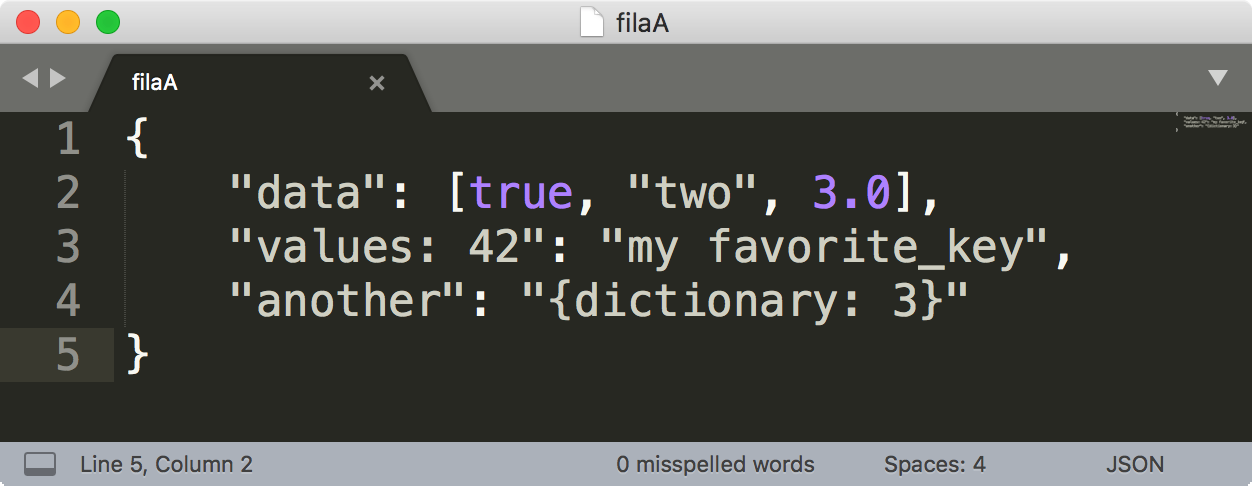 filaA
filaA ×
1 {
2     "data": [true, "two", 3.0],
3     "values: 42": "my favorite_key",
4     "another": "{dictionary: 3}"
5 }
Line 5, Column 2 0 misspelled words Spaces: 4 JSON